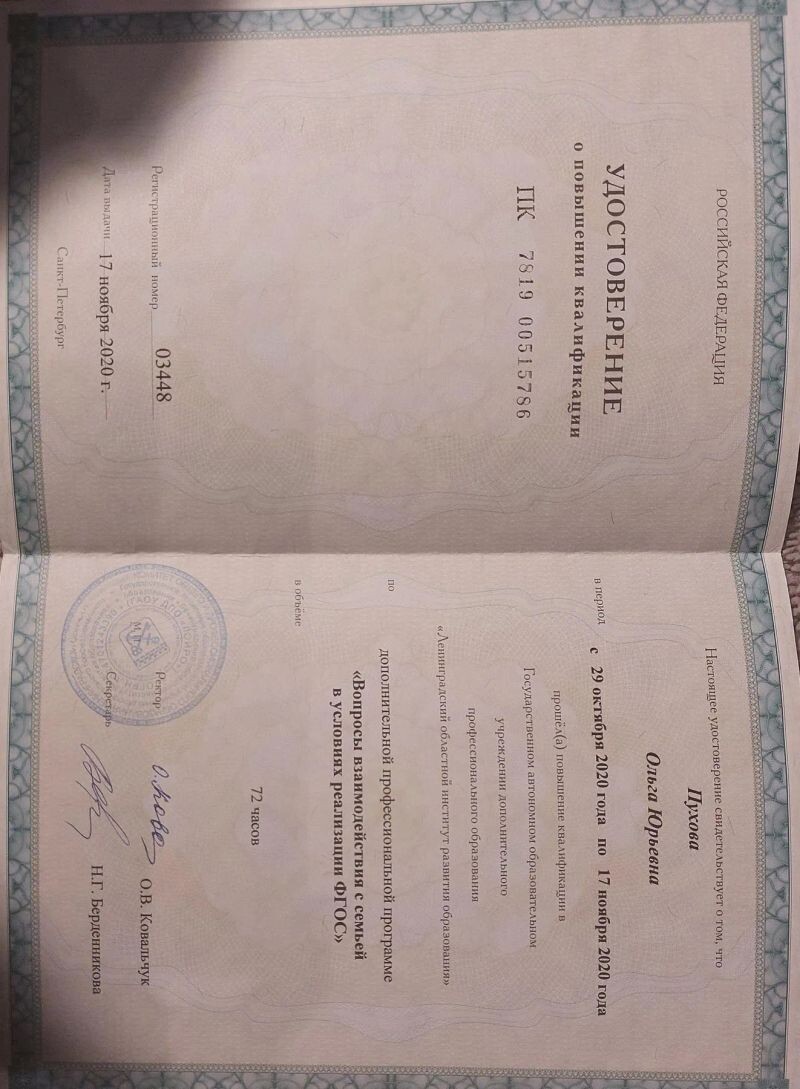 РОССИЙСКАЯ ФЕДЕРАЦИЯ
УДОСТОВЕРЕНИЕ
о повышении квалификации
ПК 7819 00515786
Регистрационный номер 03448
Дата выдачи 17 ноября 2020 г.
Санкт-Петербург
Настоящее удостоверение свидетельствует о том, что
Пухова
Ольга Юрьевна
в период с 29 октября 2020 года по 17 ноября 2020 года
прошёл(а) повышение квалификации в
Государственном автономном образовательном
учреждении дополнительного
профессионального образования
«Ленинградский областной институт развития образования»
по дополнительной профессиональной программе
«Вопросы взаимодействия с семьей
в условиях реализации ФГОС»
в объёме 72 часов
М.П. Ректор О.В. Ковальчук
Секретарь Н.Г. Берденникова